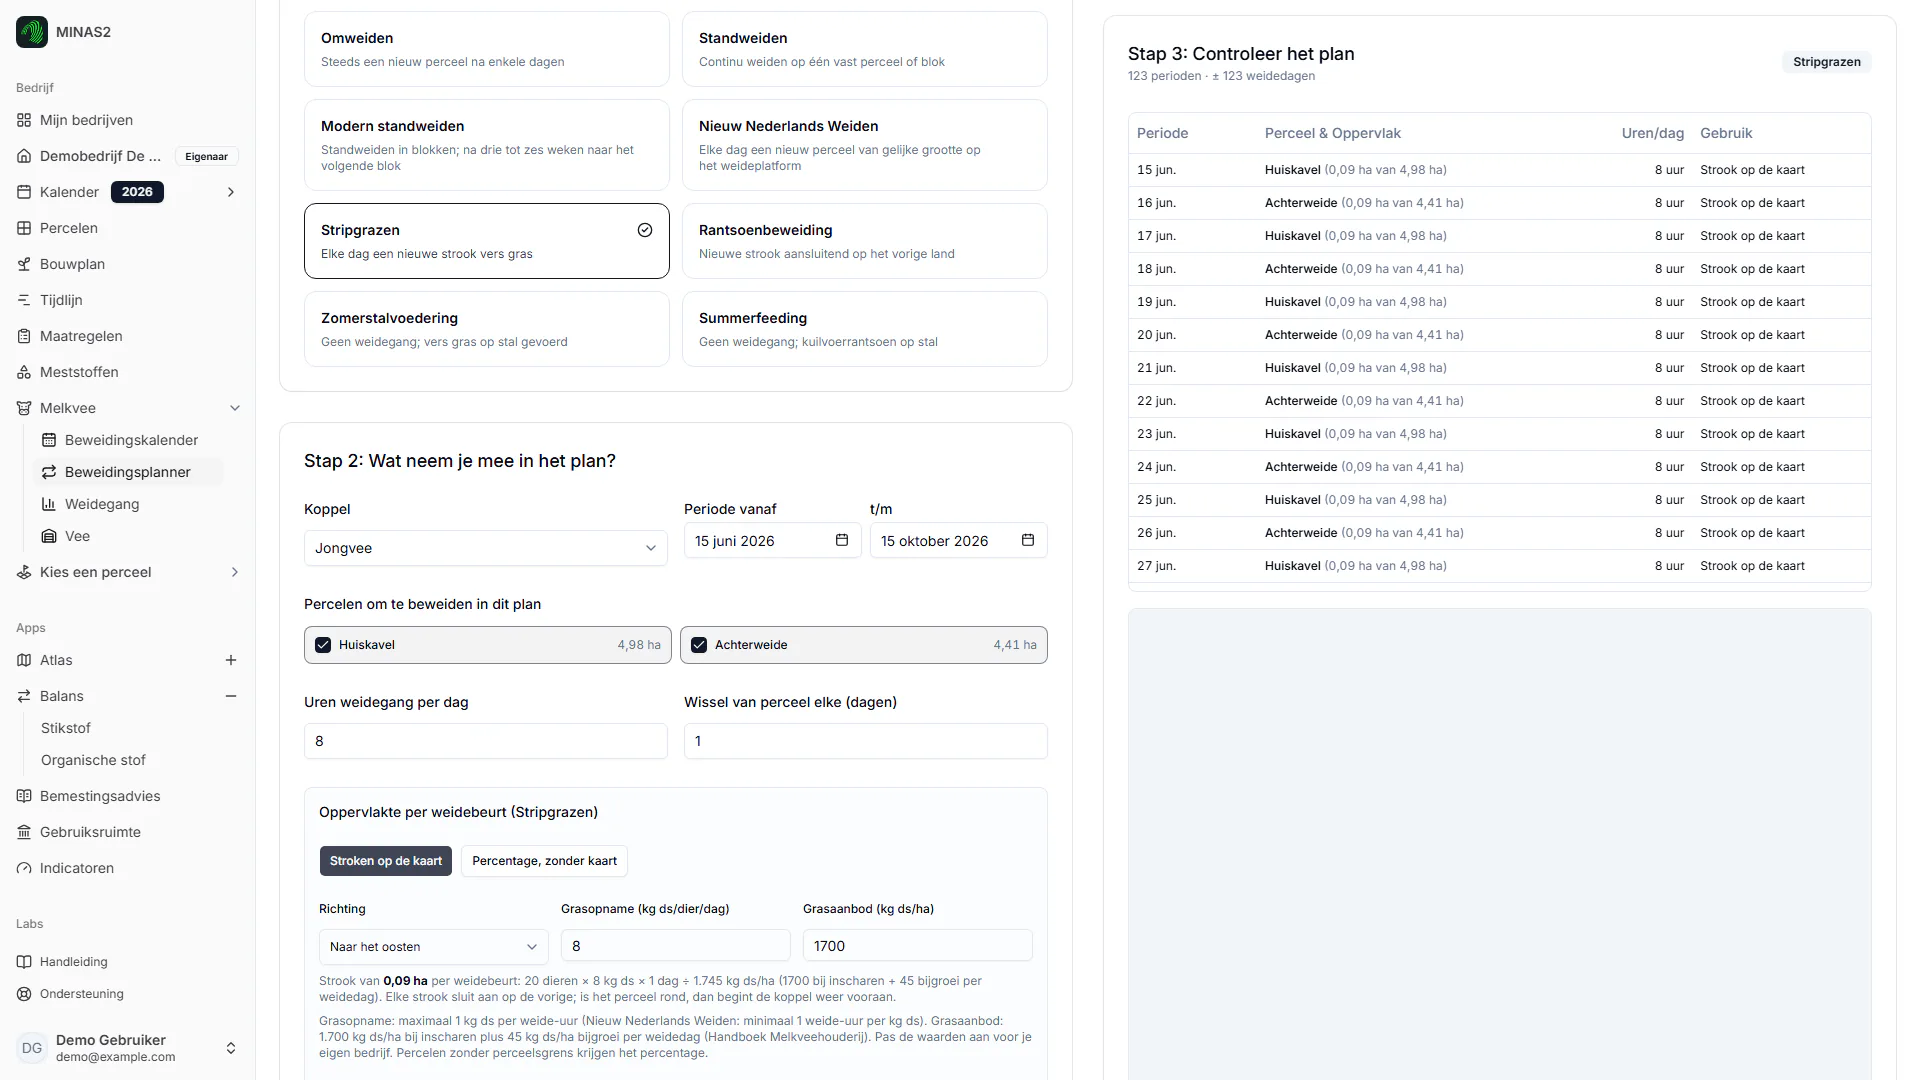 MINAS2
Bedrijf
Mijn bedrijven
Demobedrijf De ... Eigenaar
Kalender 2026
Percelen
Bouwplan
Tijdlijn
Maatregelen
Meststoffen
Melkvee
Beweidingskalender
Beweidingsplanner
Weidegang
Vee
Kies een perceel
Apps
Atlas
Balans
Stikstof
Organische stof
Bemestingsadvies
Gebruiksruimte
Indicatoren
Labs
Handleiding
Ondersteuning
DG
Demo Gebruiker
demo@example.com
Omweiden
Steeds een nieuw perceel na enkele dagen
Standweiden
Continu weiden op één vast perceel of blok
Modern standweiden
Standweiden in blokken; na drie tot zes weken naar het
volgende blok
Nieuw Nederlands Weiden
Elke dag een nieuw perceel van gelijke grootte op
het weideplatform
Stripgrazen
Elke dag een nieuwe strook vers gras
Rantsoenbeweiding
Nieuwe strook aansluitend op het vorige land
Zomerstalvoedering
Geen weidegang; vers gras op stal gevoerd
Summerfeeding
Geen weidegang; kuilvoerrantsoen op stal
Stap 2: Wat neem je mee in het plan?
Koppel
Jongvee
Periode vanaf
15 juni 2026
t/m
15 oktober 2026
Percelen om te beweiden in dit plan
Huiskavel 4,98 ha
Achterweide 4,41 ha
Uren weidegang per dag
8
Wissel van perceel elke (dagen)
1
Oppervlakte per weidebeurt (Stripgrazen)
Stroken op de kaart
Percentage, zonder kaart
Richting
Naar het oosten
Grasopname (kg ds/dier/dag)
8
Grasaanbod (kg ds/ha)
1700
Strook van 0,09 ha per weidebeurt: 20 dieren × 8 kg ds × 1 dag ÷ 1.745 kg ds/ha (1700 bij inscharen + 45 bijgroei per
weidedag). Elke strook sluit aan op de vorige; is het perceel rond, dan begint de koppel weer vooraan.
Grasopname: maximaal 1 kg ds per weide-uur (Nieuw Nederlands Weiden: minimaal 1 weide-uur per kg ds). Grasaanbod:
1.700 kg ds/ha bij inscharen plus 45 kg ds/ha bijgroei per weidedag (Handboek Melkveehouderij). Pas de waarden aan voor je
eigen bedrijf. Percelen zonder perceelsgrens krijgen het percentage.
Stap 3: Controleer het plan
123 perioden · ± 123 weidedagen
Stripgrazen
Periode Perceel & Oppervlak Uren/dag Gebruik
15 jun. Huiskavel (0,09 ha van 4,98 ha) 8 uur Strook op de kaart
16 jun. Achterweide (0,09 ha van 4,41 ha) 8 uur Strook op de kaart
17 jun. Huiskavel (0,09 ha van 4,98 ha) 8 uur Strook op de kaart
18 jun. Achterweide (0,09 ha van 4,41 ha) 8 uur Strook op de kaart
19 jun. Huiskavel (0,09 ha van 4,98 ha) 8 uur Strook op de kaart
20 jun. Achterweide (0,09 ha van 4,41 ha) 8 uur Strook op de kaart
21 jun. Huiskavel (0,09 ha van 4,98 ha) 8 uur Strook op de kaart
22 jun. Achterweide (0,09 ha van 4,41 ha) 8 uur Strook op de kaart
23 jun. Huiskavel (0,09 ha van 4,98 ha) 8 uur Strook op de kaart
24 jun. Achterweide (0,09 ha van 4,41 ha) 8 uur Strook op de kaart
25 jun. Huiskavel (0,09 ha van 4,98 ha) 8 uur Strook op de kaart
26 jun. Achterweide (0,09 ha van 4,41 ha) 8 uur Strook op de kaart
27 jun. Huiskavel (0,09 ha van 4,98 ha) 8 uur Strook op de kaart